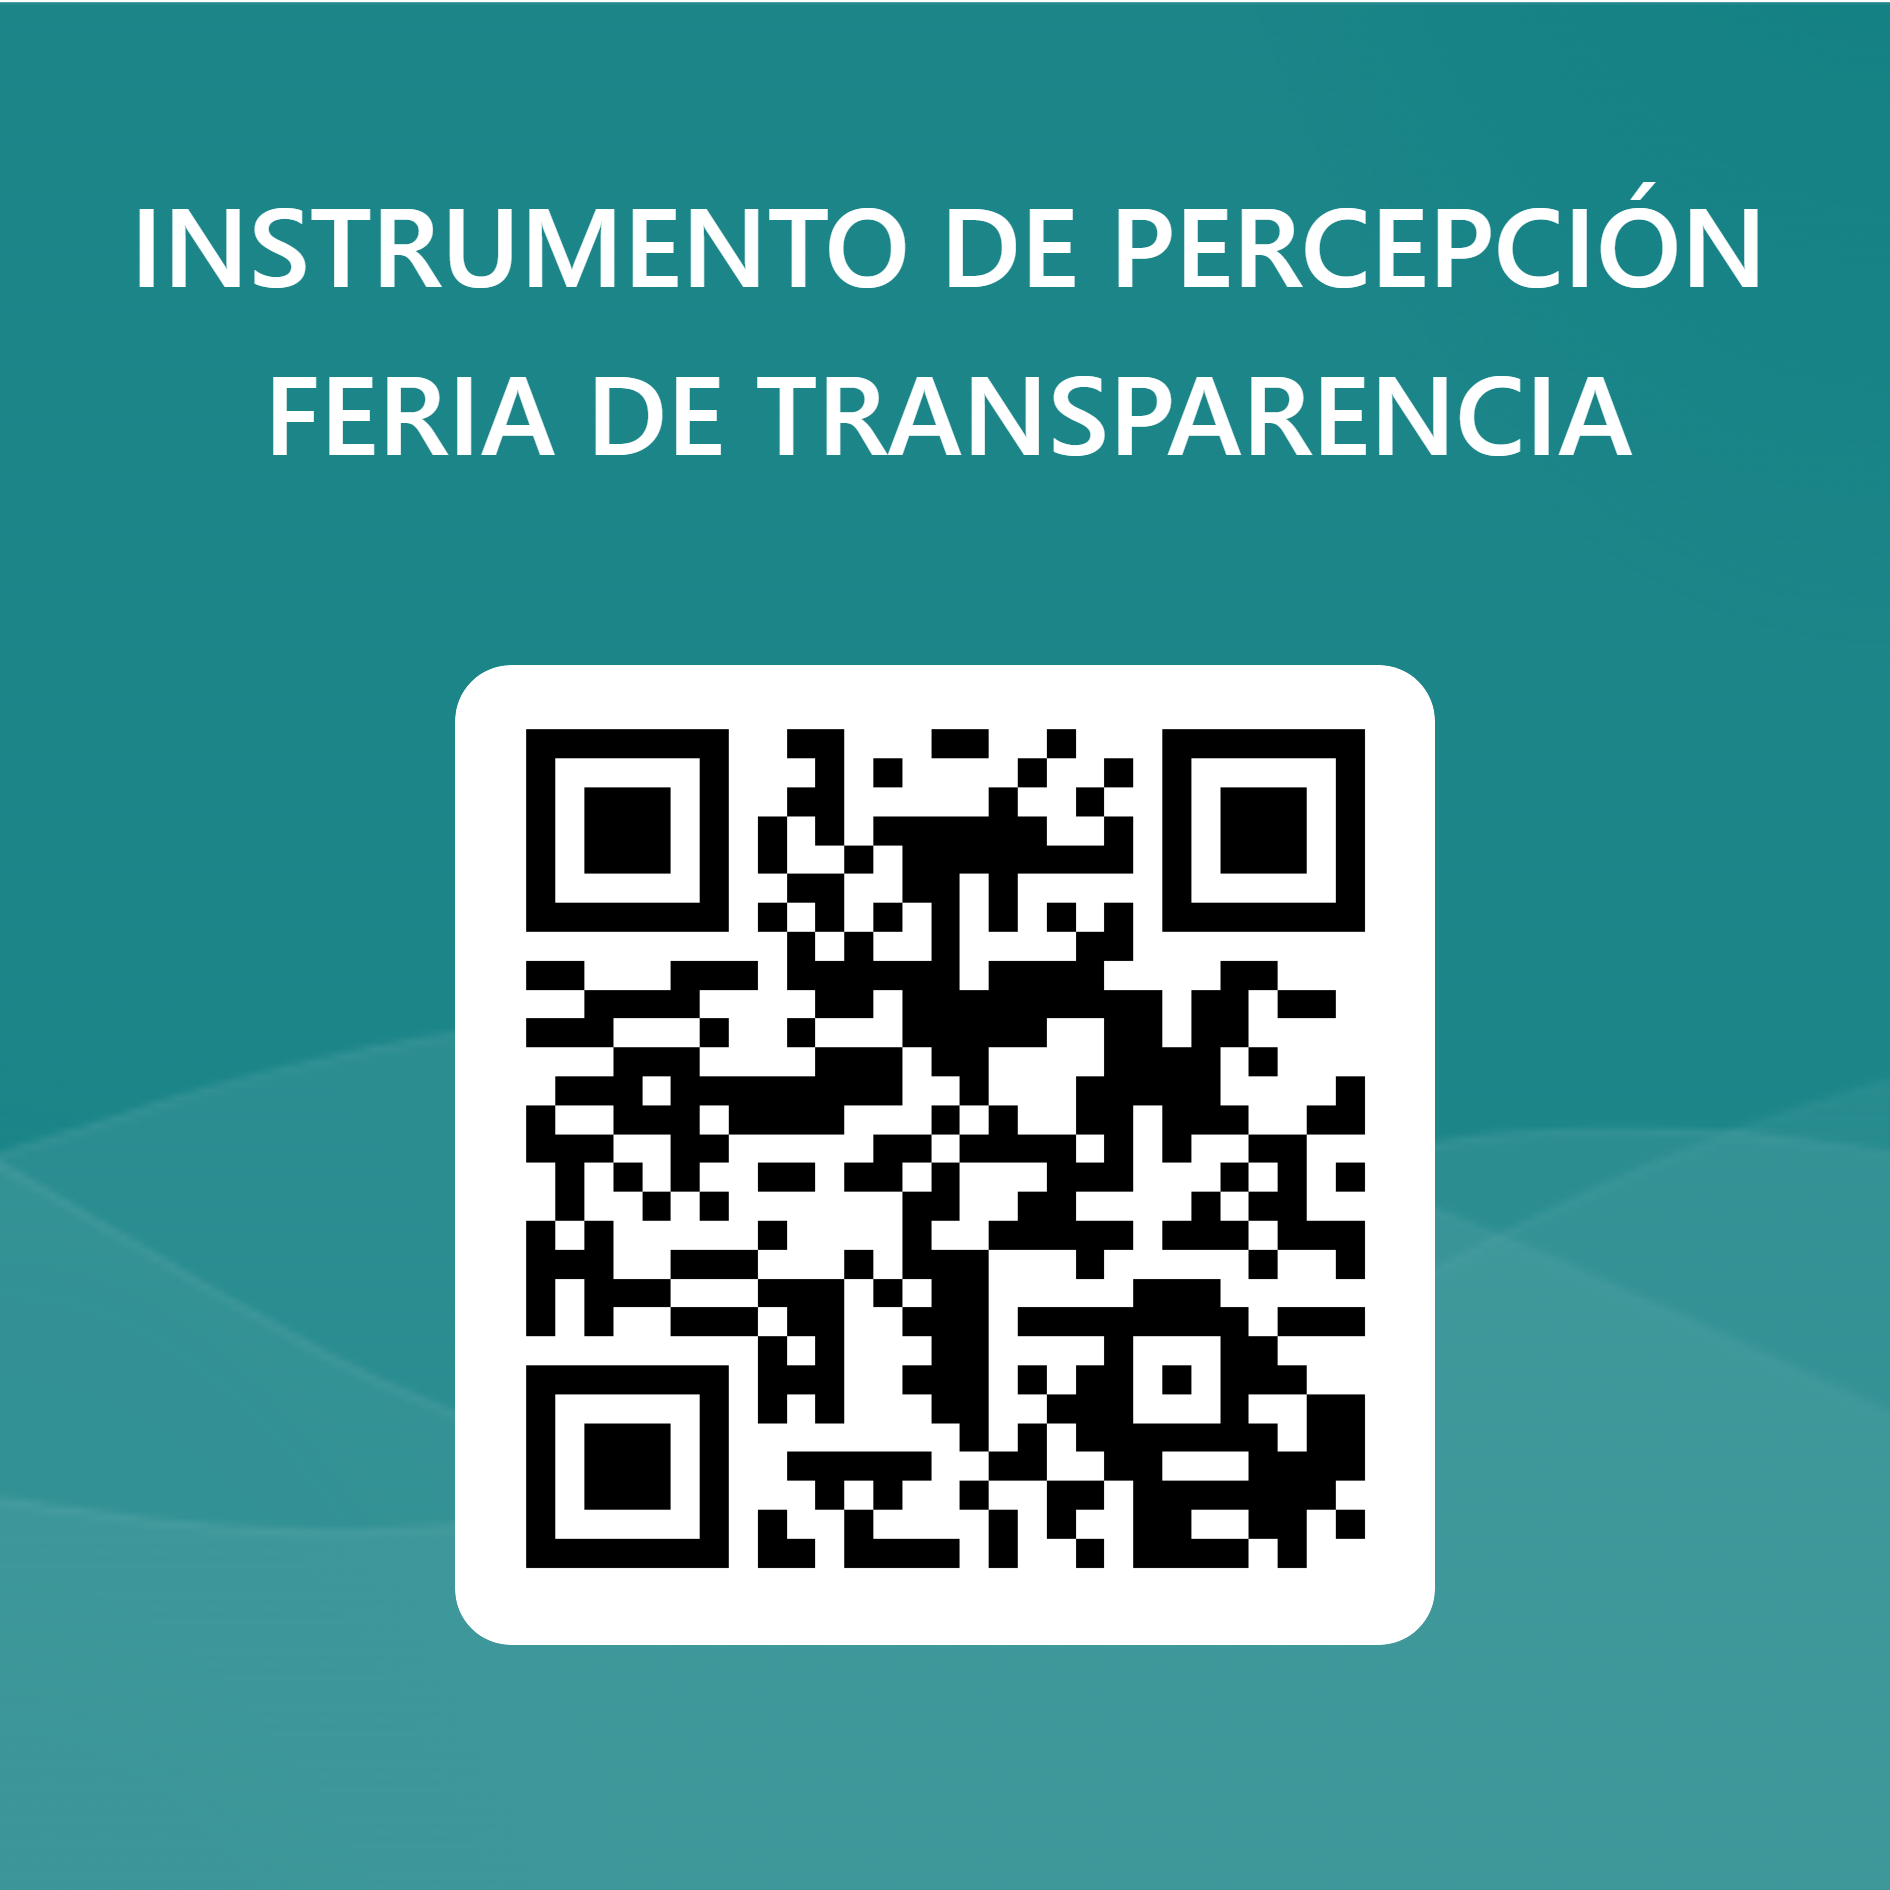 INSTRUMENTO DE PERCEPCIÓN
FERIA DE TRANSPARENCIA